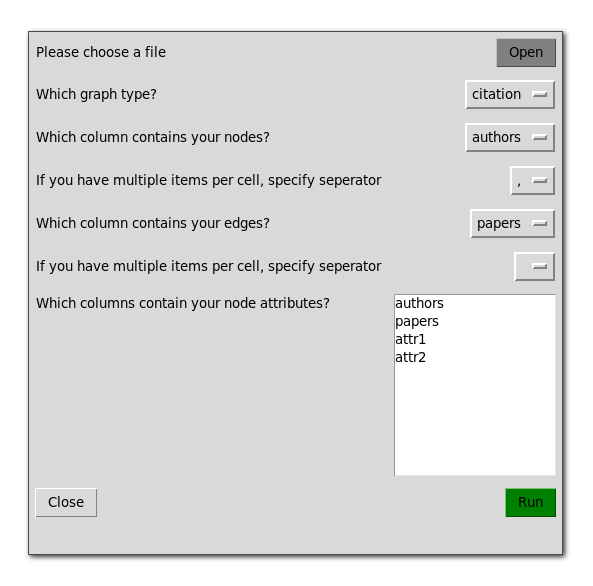 Please choose a file Open
Which graph type? citation
Which column contains your nodes? authors
If you have multiple items per cell, specify seperator ,
Which column contains your edges? papers
If you have multiple items per cell, specify seperator
Which columns contain your node attributes? authors
papers
attr1
attr2
Close Run